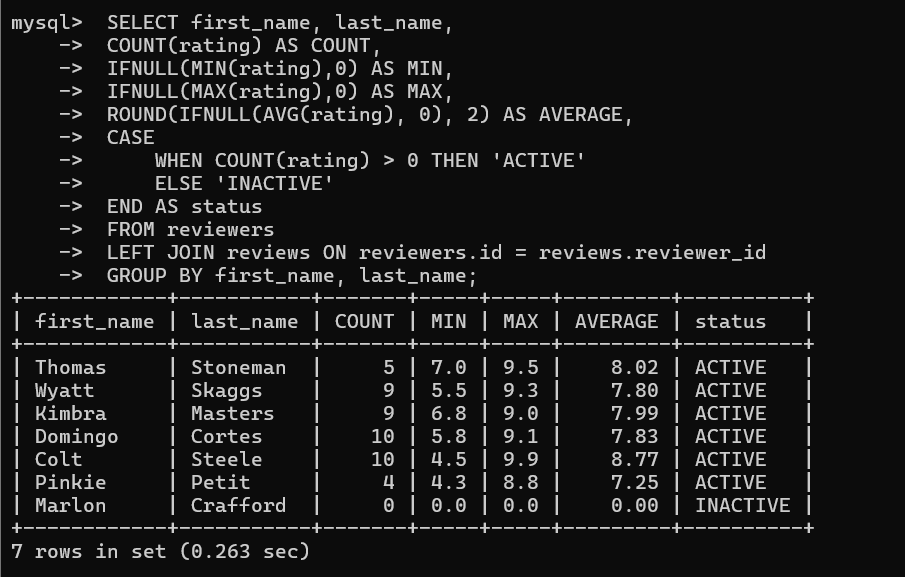 mysql>  SELECT first_name, last_name,
    ->  COUNT(rating) AS COUNT,
    ->  IFNULL(MIN(rating),0) AS MIN,
    ->  IFNULL(MAX(rating),0) AS MAX,
    ->  ROUND(IFNULL(AVG(rating), 0), 2) AS AVERAGE,
    ->  CASE
    ->      WHEN COUNT(rating) > 0 THEN 'ACTIVE'
    ->      ELSE 'INACTIVE'
    ->  END AS status
    ->  FROM reviewers
    ->  LEFT JOIN reviews ON reviewers.id = reviews.reviewer_id
    ->  GROUP BY first_name, last_name;
+------------+-----------+-------+-----+-----+---------+----------+
| first_name | last_name | COUNT | MIN | MAX | AVERAGE | status   |
+------------+-----------+-------+-----+-----+---------+----------+
| Thomas     | Stoneman  |     5 | 7.0 | 9.5 |    8.02 | ACTIVE   |
| Wyatt      | Skaggs    |     9 | 5.5 | 9.3 |    7.80 | ACTIVE   |
| Kimbra     | Masters   |     9 | 6.8 | 9.0 |    7.99 | ACTIVE   |
| Domingo    | Cortes    |    10 | 5.8 | 9.1 |    7.83 | ACTIVE   |
| Colt       | Steele    |    10 | 4.5 | 9.9 |    8.77 | ACTIVE   |
| Pinkie     | Petit     |     4 | 4.3 | 8.8 |    7.25 | ACTIVE   |
| Marlon     | Crafford  |     0 | 0.0 | 0.0 |    0.00 | INACTIVE |
+------------+-----------+-------+-----+-----+---------+----------+
7 rows in set (0.263 sec)